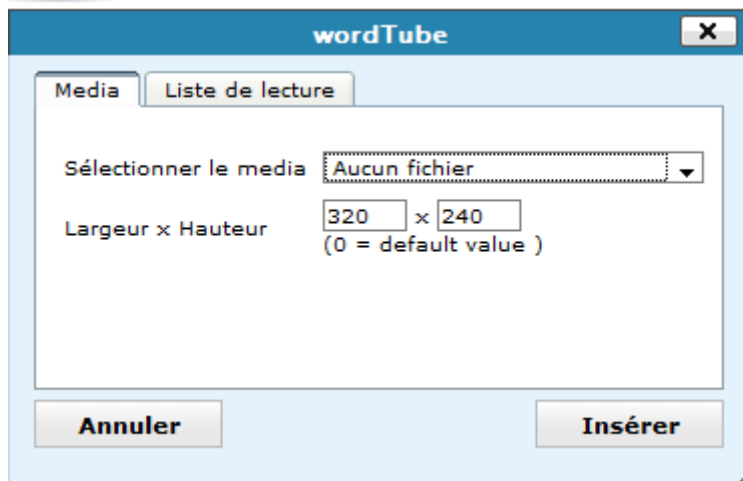 wordTube
Media Liste de lecture
Sélectionner le media Aucun fichier
Largeur x Hauteur 320 x 240
(0 = default value )
Annuler Insérer